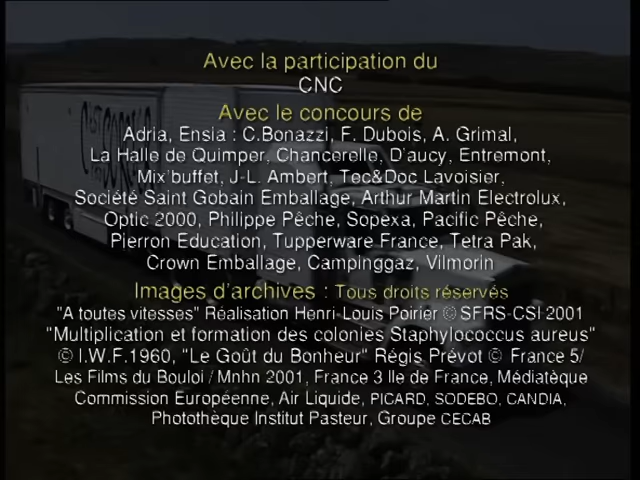 Avec la participation du
CNC
Avec le concours de
Adria, Ensia : C.Bonazzi, F. Dubois, A. Grimal,
La Halle de Quimper, Chancerelle, D'aucy, Entremont,
Mix'buffet, J-L. Ambert, Tec&Doc Lavoisier,
Société Saint Gobain Emballage, Arthur Martin Electrolux,
Optic 2000, Philippe Pêche, Sopexa, Pacific Pêche,
Pierron Education, Tupperware France, Tetra Pak,
Crown Emballage, Campinggaz, Vilmorin
Images d'archives : Tous droits réservés
"A toutes vitesses" Réalisation Henri-Louis Poirier © SFRS-CSI 2001
"Multiplication et formation des colonies Staphylococcus aureus"
© I.W.F.1960, "Le Goût du Bonheur" Régis Prévot © France 5/
Les Films du Bouloi / Mnhn 2001, France 3 Ile de France, Médiatèque
Commission Européenne, Air Liquide, PICARD, SODEBO, CANDIA,
Photothèque Institut Pasteur, Groupe CECAB